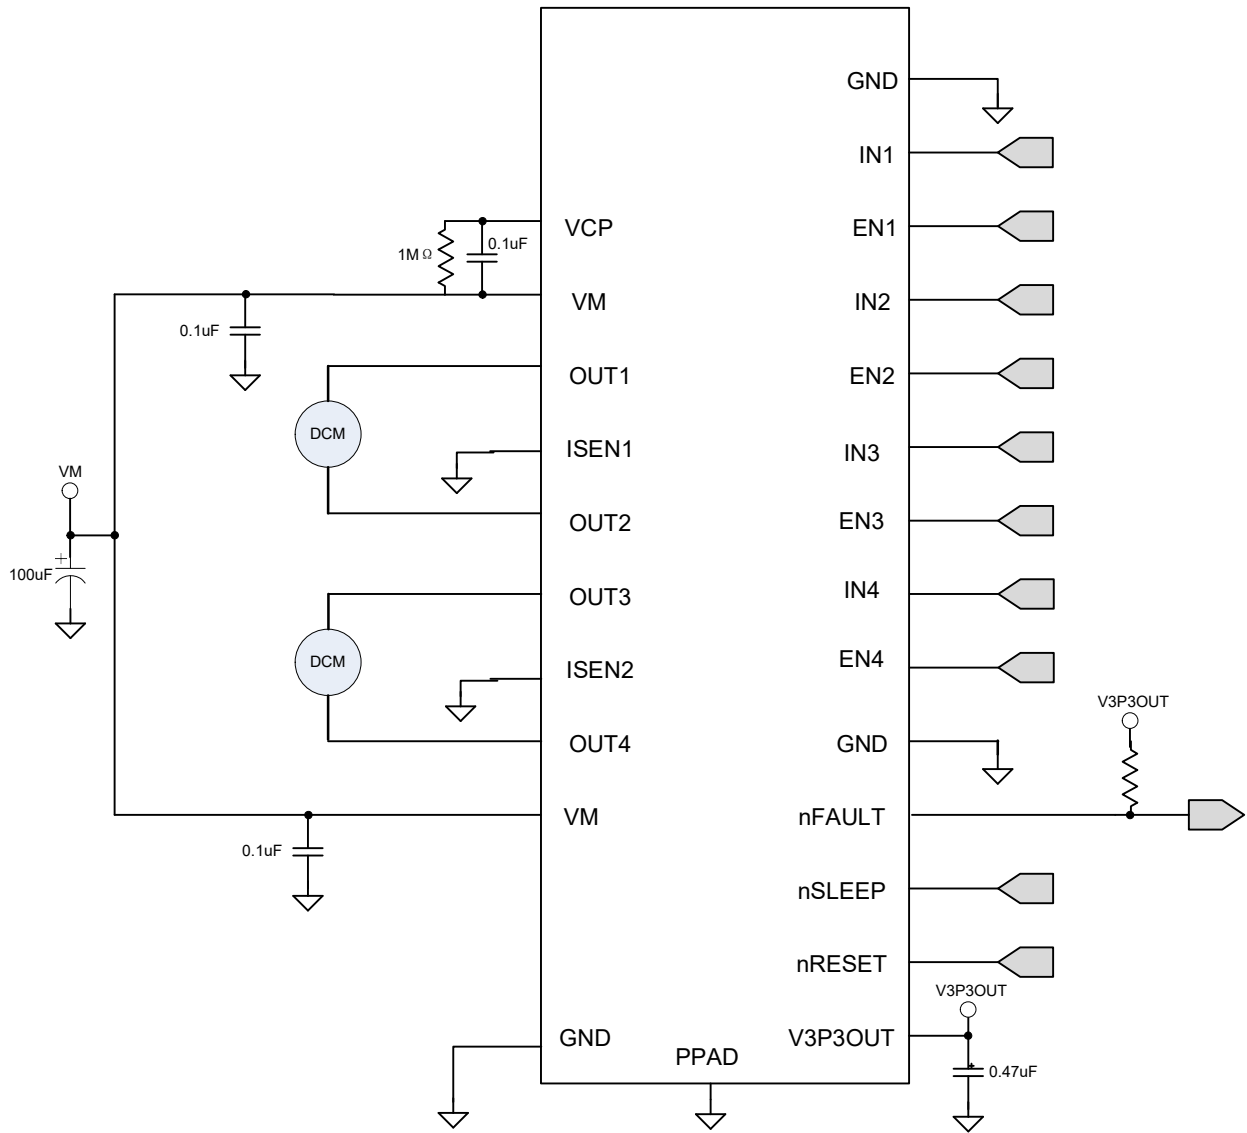 GND
IN1
EN1
VCP
0.1uF
1MΩ
VM
IN2
0.1uF
OUT1
EN2
DCM
ISEN1
IN3
VM
OUT2
EN3
+
100uF
OUT3
IN4
DCM
ISEN2
EN4
V3P3OUT
OUT4
GND
VM
nFAULT
0.1uF
nSLEEP
nRESET
V3P3OUT
GND
V3P3OUT
PPAD
+
0.47uF